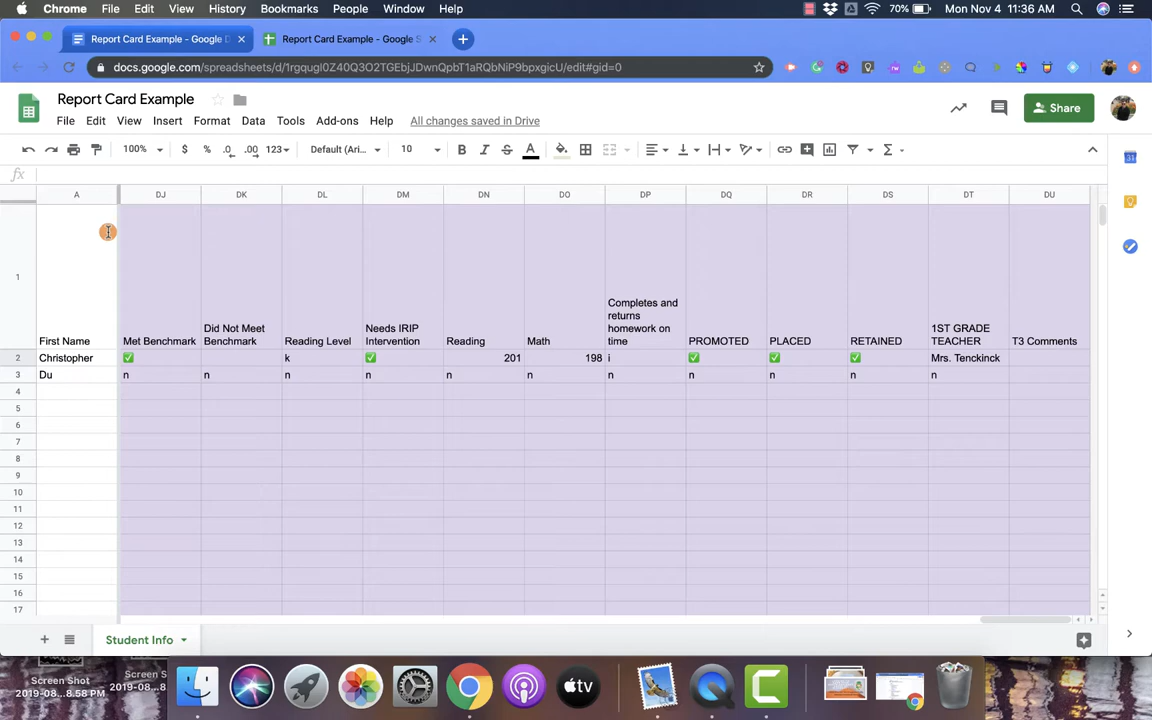 Chrome File Edit View History Bookmarks People Window Help 70% Mon Nov 4 11:36 AM
Report Card Example - Google D Report Card Example - Google S
docs.google.com/spreadsheets/d/1rgqugI0Z40Q3O2TGEbjJDwnQpbT1aRQbNiP9bpxgicU/edit#gid=0
Report Card Example
Share
File Edit View Insert Format Data Tools Add-ons Help All changes saved in Drive
100% $ % .0 .00 123 Default (Ari... 10 B I S A
fx
A DJ DK DL DM DN DO DP DQ DR DS DT DU
1 First Name Met Benchmark Did Not Meet Benchmark Reading Level Needs IRIP Intervention Reading Math Completes and returns homework on time PROMOTED PLACED RETAINED 1ST GRADE TEACHER T3 Comments
2 Christopher ✅ k ✅ 201 198 i ✅ ✅ ✅ Mrs. Tenckinck
3 Du n n n n n n n n n n n
4
5
6
7
8
9
10
11
12
13
14
15
16
17
Student Info
Screen Shot
2019-08...8.58 PM
Screen S
2019-08...
tv